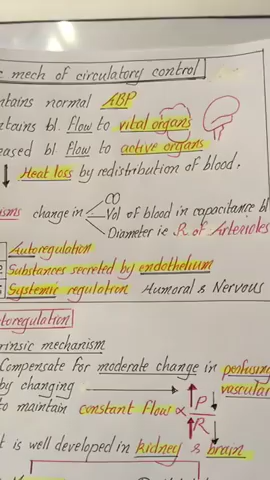 c mech of circulatory control
ntains normal ABP
ntains bl. flow to vital organs
eased bl. flow to active organs
↓ Heat loss by redistribution of blood.
isms change in CO
Vol of blood in capacitance bl
Diameter i.e. R of Arterioles
Autoregulation
2 Substances secreted by endothelium
Systemic regulation Humoral & Nervous
utoregulation
rinsic mechanism
Compensate for moderate change in perfusing
by changing → vascular
to maintain constant flow ∝ ↑P↓
↑R↓
t is well developed in kidney & brain